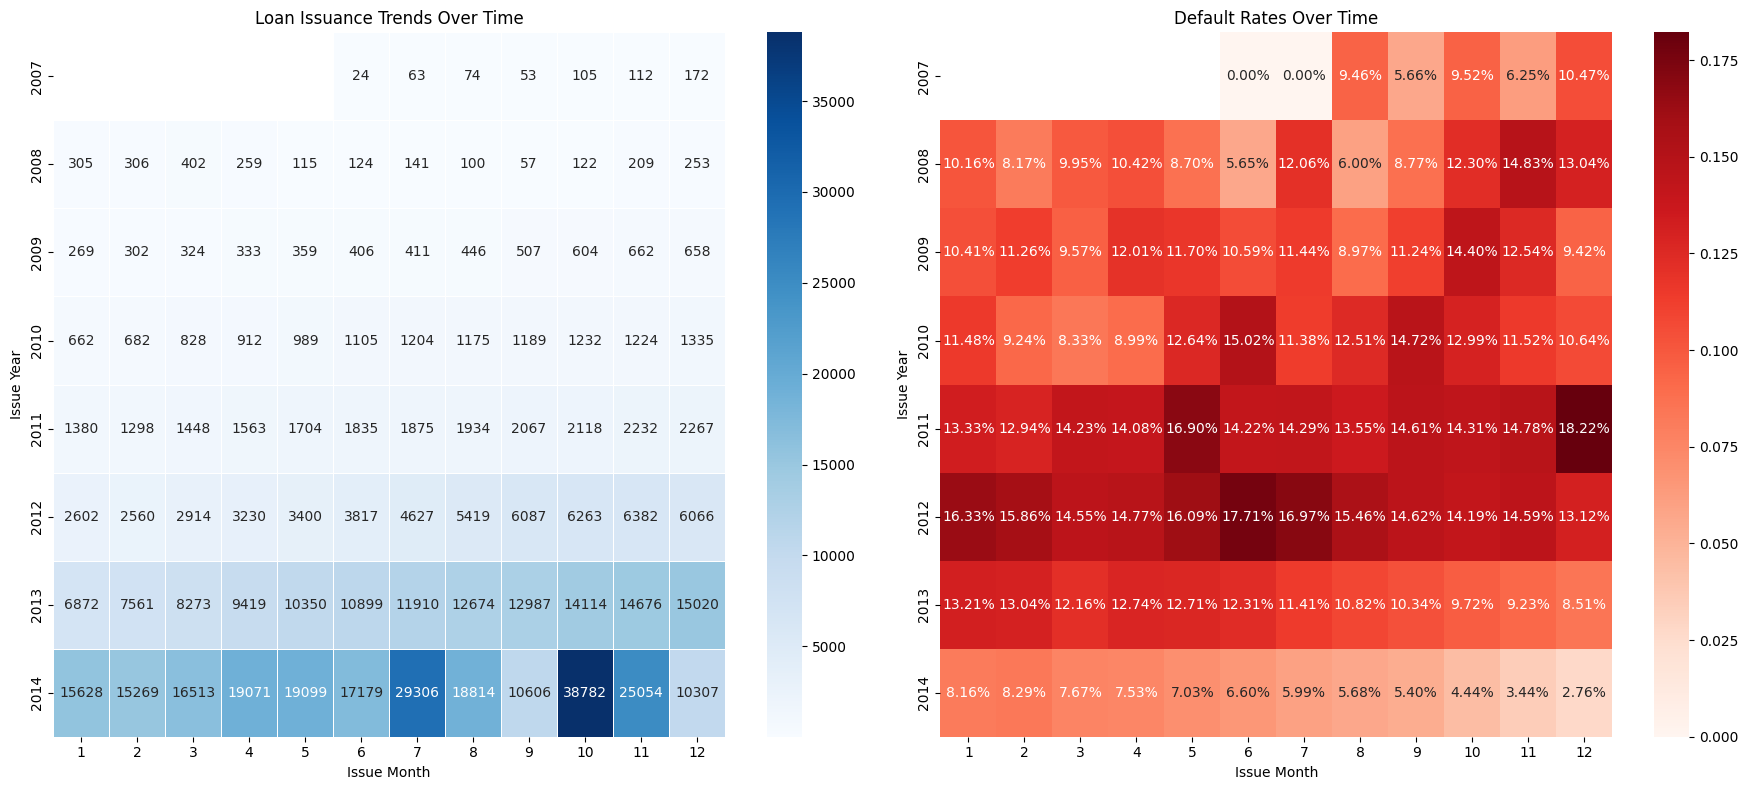 Loan Issuance Trends Over Time
Issue Year
2007 24 63 74 53 105 112 172
2008 305 306 402 259 115 124 141 100 57 122 209 253
2009 269 302 324 333 359 406 411 446 507 604 662 658
2010 662 682 828 912 989 1105 1204 1175 1189 1232 1224 1335
2011 1380 1298 1448 1563 1704 1835 1875 1934 2067 2118 2232 2267
2012 2602 2560 2914 3230 3400 3817 4627 5419 6087 6263 6382 6066
2013 6872 7561 8273 9419 10350 10899 11910 12674 12987 14114 14676 15020
2014 15628 15269 16513 19071 19099 17179 29306 18814 10606 38782 25054 10307
1 2 3 4 5 6 7 8 9 10 11 12
Issue Month
35000
30000
25000
20000
15000
10000
5000
Default Rates Over Time
Issue Year
2007 0.00% 0.00% 9.46% 5.66% 9.52% 6.25% 10.47%
2008 10.16% 8.17% 9.95% 10.42% 8.70% 5.65% 12.06% 6.00% 8.77% 12.30% 14.83% 13.04%
2009 10.41% 11.26% 9.57% 12.01% 11.70% 10.59% 11.44% 8.97% 11.24% 14.40% 12.54% 9.42%
2010 11.48% 9.24% 8.33% 8.99% 12.64% 15.02% 11.38% 12.51% 14.72% 12.99% 11.52% 10.64%
2011 13.33% 12.94% 14.23% 14.08% 16.90% 14.22% 14.29% 13.55% 14.61% 14.31% 14.78% 18.22%
2012 16.33% 15.86% 14.55% 14.77% 16.09% 17.71% 16.97% 15.46% 14.62% 14.19% 14.59% 13.12%
2013 13.21% 13.04% 12.16% 12.74% 12.71% 12.31% 11.41% 10.82% 10.34% 9.72% 9.23% 8.51%
2014 8.16% 8.29% 7.67% 7.53% 7.03% 6.60% 5.99% 5.68% 5.40% 4.44% 3.44% 2.76%
1 2 3 4 5 6 7 8 9 10 11 12
Issue Month
0.175
0.150
0.125
0.100
0.075
0.050
0.025
0.000